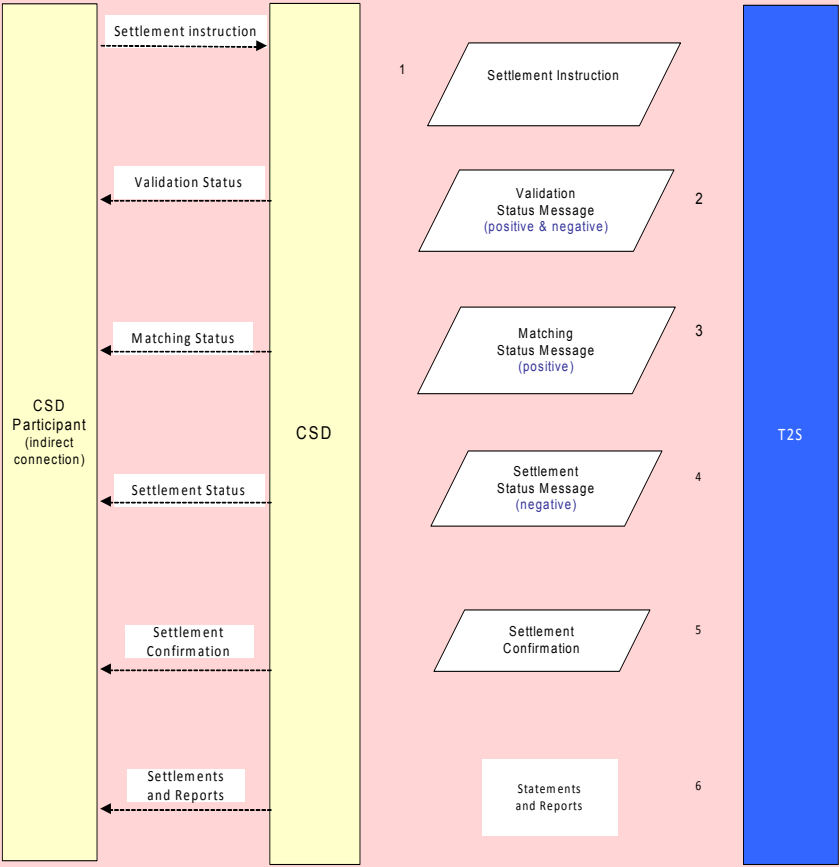 Settlement instruction
1
Settlement Instruction
Validation Status
Validation
Status Message
(positive & negative)
2
Matching Status
Matching
Status Message
(positive)
3
CSD
Participant
(indirect
connection)
CSD
T2S
Settlement Status
Settlement
Status Message
(negative)
4
Settlement
Confirmation
Settlement
Confirmation
5
Settlements
and Reports
Statements
and Reports
6